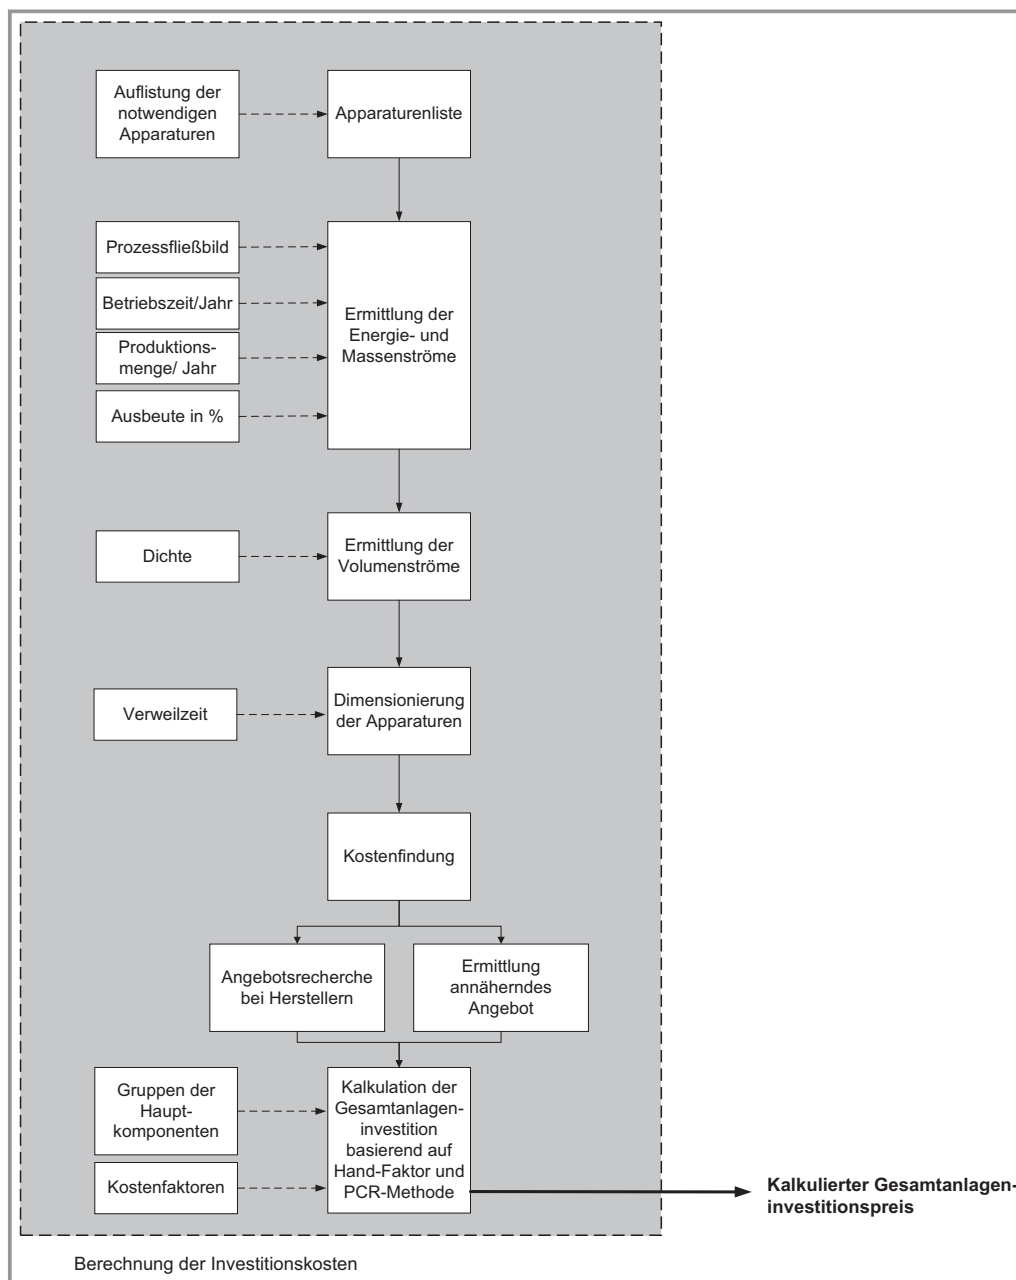 Auflistung der
notwendigen
Apparaturen
Apparaturenliste
Prozessfließbild
Betriebszeit/Jahr
Produktions-
menge/ Jahr
Ausbeute in %
Ermittlung der
Energie- und
Massenströme
Dichte
Ermittlung der
Volumenströme
Verweilzeit
Dimensionierung
der Apparaturen
Kostenfindung
Angebotsrecherche
bei Herstellern
Ermittlung
annäherndes
Angebot
Gruppen der
Haupt-
komponenten
Kostenfaktoren
Kalkulation der
Gesamtanlagen-
investition
basierend auf
Hand-Faktor und
PCR-Methode
Kalkulierter Gesamtanlagen-
investitionspreis
Berechnung der Investitionskosten